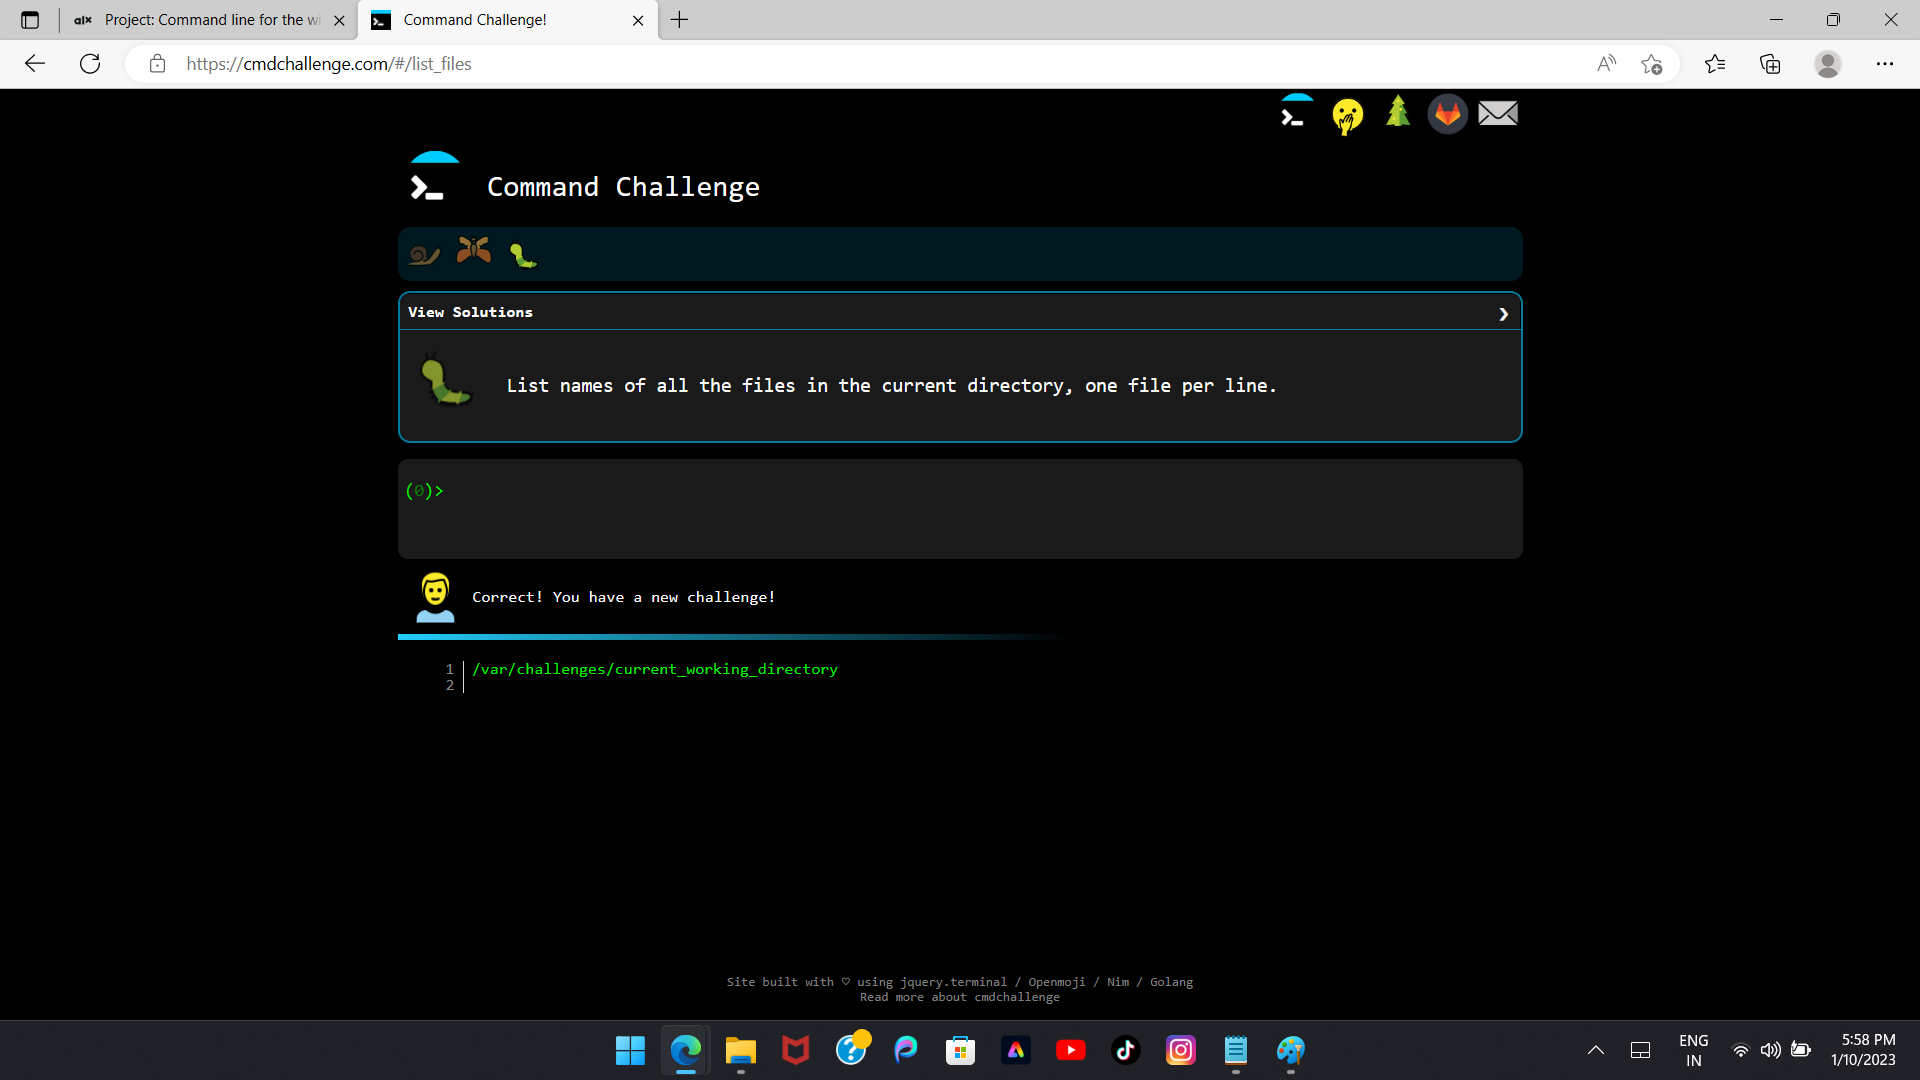 alx Project: Command line for the wi
Command Challenge!
https://cmdchallenge.com/#/list_files
Command Challenge
View Solutions
List names of all the files in the current directory, one file per line.
(0)>
Correct! You have a new challenge!
1 /var/challenges/current_working_directory
2
Site built with ♡ using jquery.terminal / Openmoji / Nim / Golang
Read more about cmdchallenge
ENG
IN
5:58 PM
1/10/2023